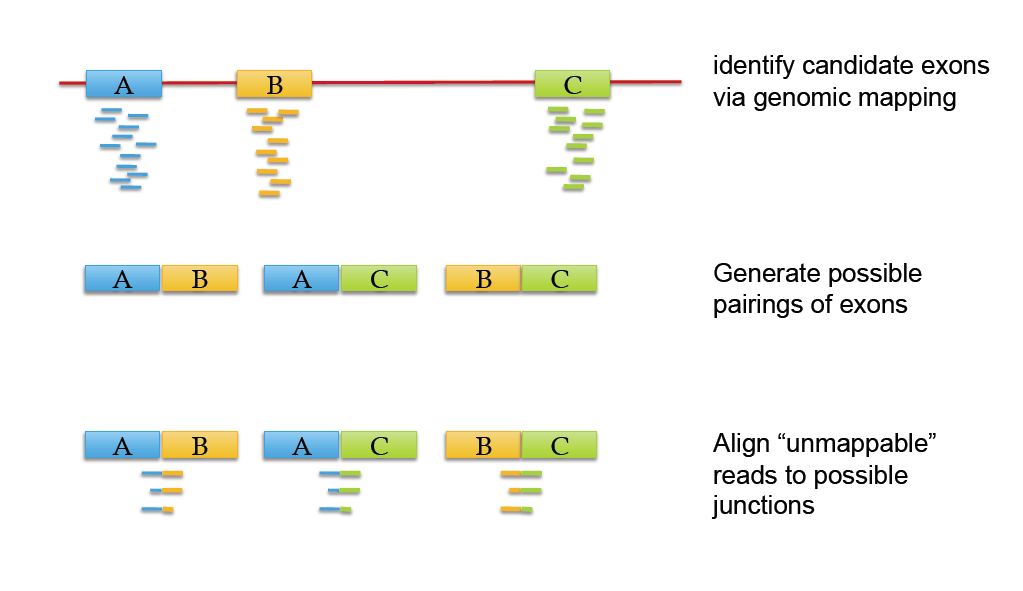 A B C
identify candidate exons
via genomic mapping
A B A C B C
Generate possible
pairings of exons
A B A C B C
Align “unmappable”
reads to possible
junctions